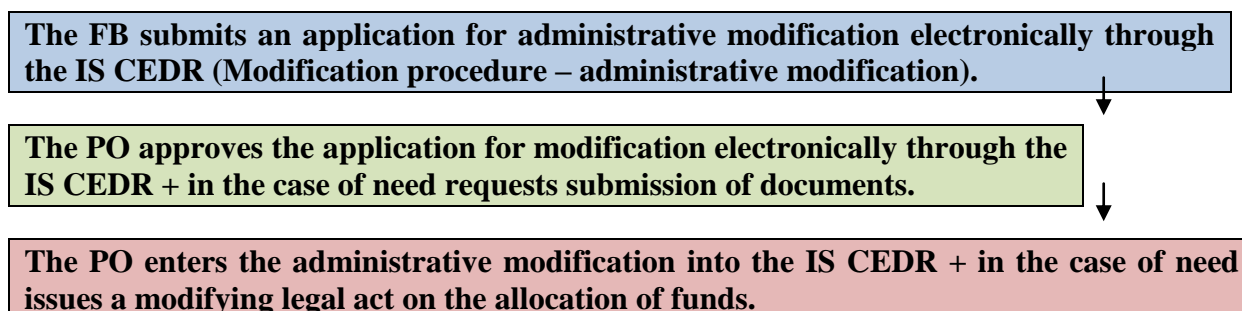 The FB submits an application for administrative modification electronically through
the IS CEDR (Modification procedure – administrative modification).
The PO approves the application for modification electronically through the
IS CEDR + in the case of need requests submission of documents.
The PO enters the administrative modification into the IS CEDR + in the case of need
issues a modifying legal act on the allocation of funds.